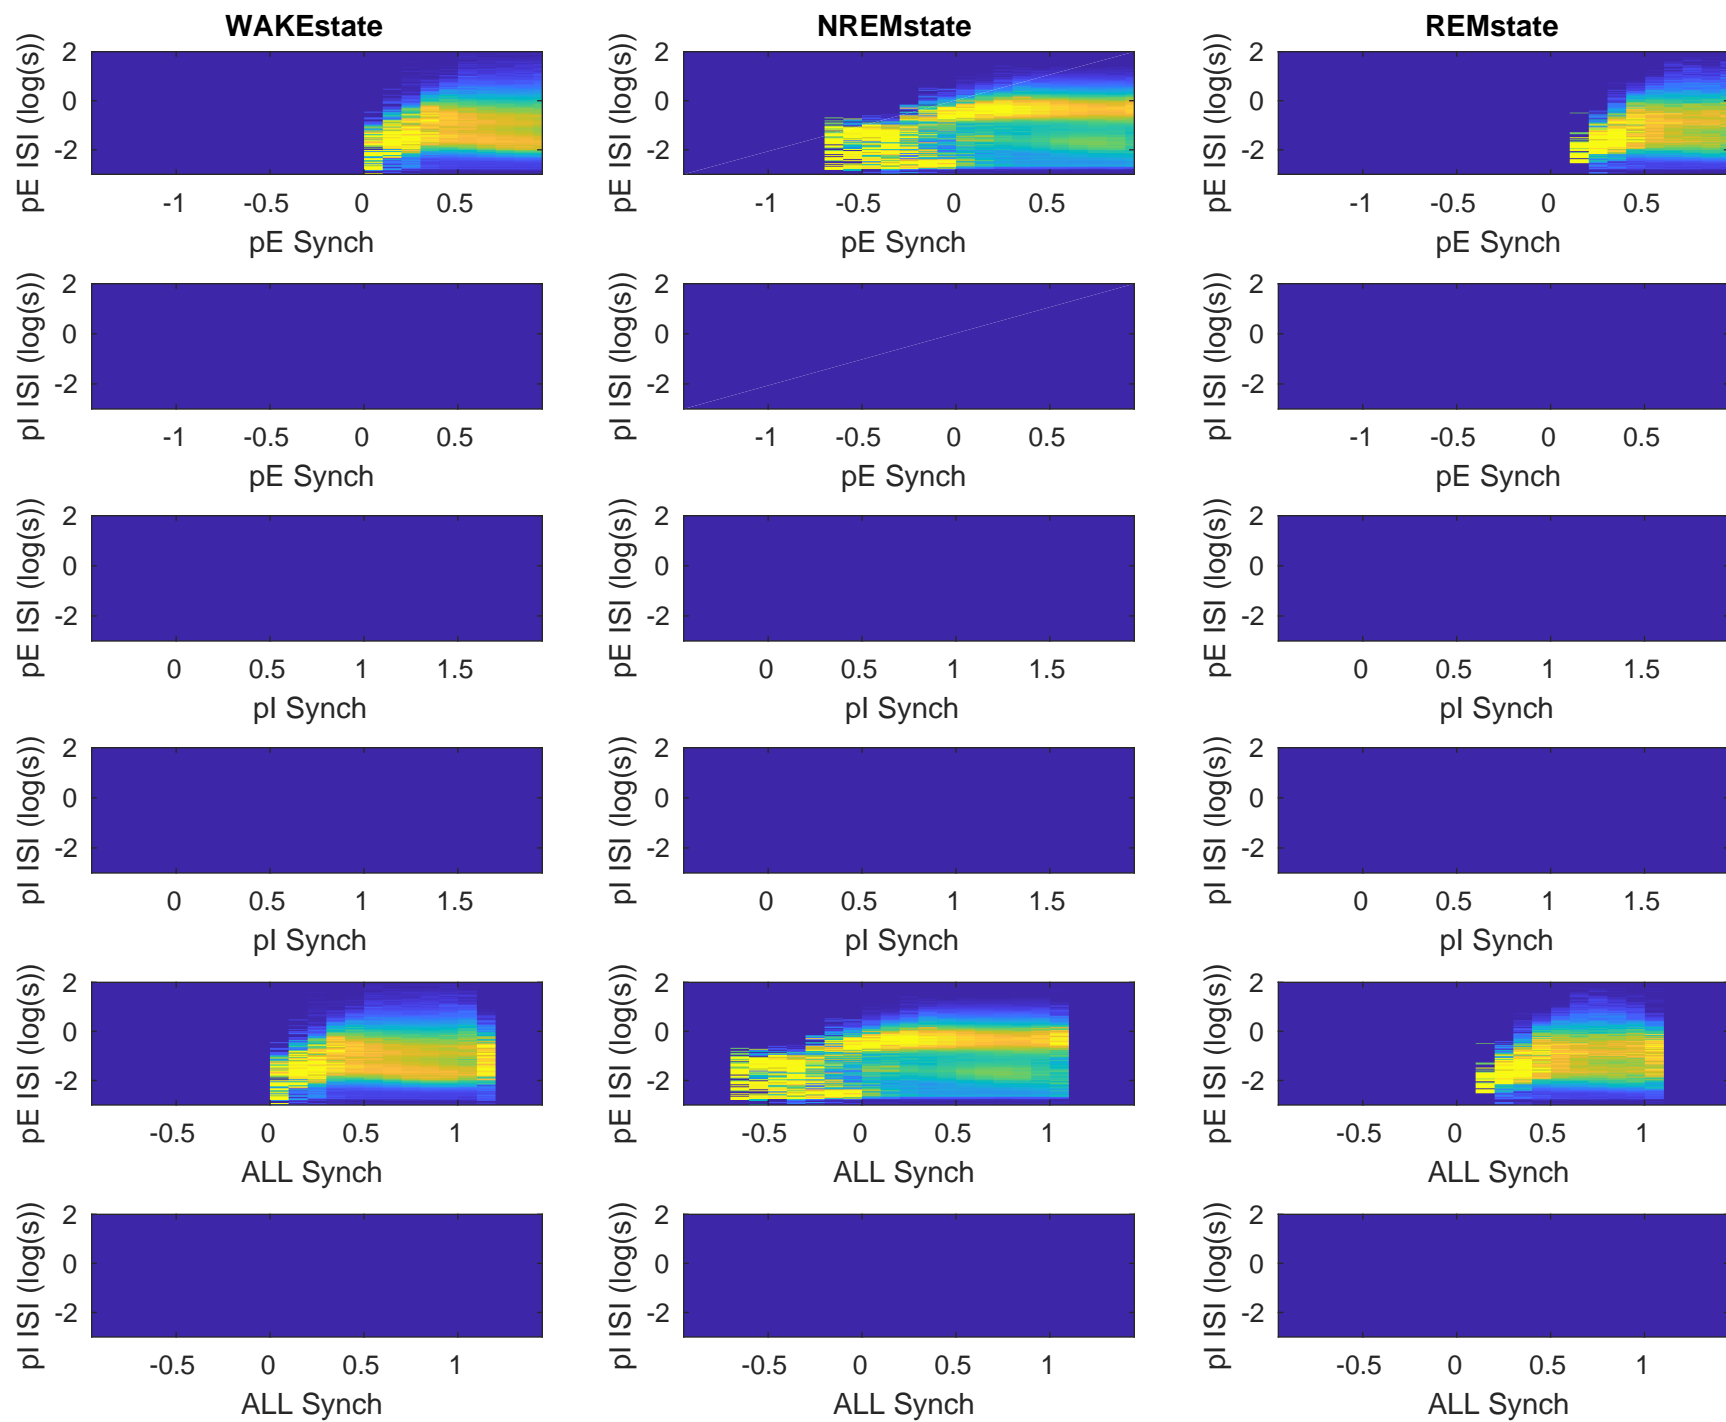 WAKEstate NREMstate REMstate
pE ISI (log(s)) 2 0 -2 pE ISI (log(s)) 2 0 -2 pE ISI (log(s)) 2 0 -2
-1 -0.5 0 0.5 -1 -0.5 0 0.5 -1 -0.5 0 0.5
pE Synch pE Synch pE Synch
pI ISI (log(s)) 2 0 -2 pI ISI (log(s)) 2 0 -2 pI ISI (log(s)) 2 0 -2
-1 -0.5 0 0.5 -1 -0.5 0 0.5 -1 -0.5 0 0.5
pE Synch pE Synch pE Synch
pE ISI (log(s)) 2 0 -2 pE ISI (log(s)) 2 0 -2 pE ISI (log(s)) 2 0 -2
0 0.5 1 1.5 0 0.5 1 1.5 0 0.5 1 1.5
pI Synch pI Synch pI Synch
pI ISI (log(s)) 2 0 -2 pI ISI (log(s)) 2 0 -2 pI ISI (log(s)) 2 0 -2
0 0.5 1 1.5 0 0.5 1 1.5 0 0.5 1 1.5
pI Synch pI Synch pI Synch
pE ISI (log(s)) 2 0 -2 pE ISI (log(s)) 2 0 -2 pE ISI (log(s)) 2 0 -2
-0.5 0 0.5 1 -0.5 0 0.5 1 -0.5 0 0.5 1
ALL Synch ALL Synch ALL Synch
pI ISI (log(s)) 2 0 -2 pI ISI (log(s)) 2 0 -2 pI ISI (log(s)) 2 0 -2
-0.5 0 0.5 1 -0.5 0 0.5 1 -0.5 0 0.5 1
ALL Synch ALL Synch ALL Synch